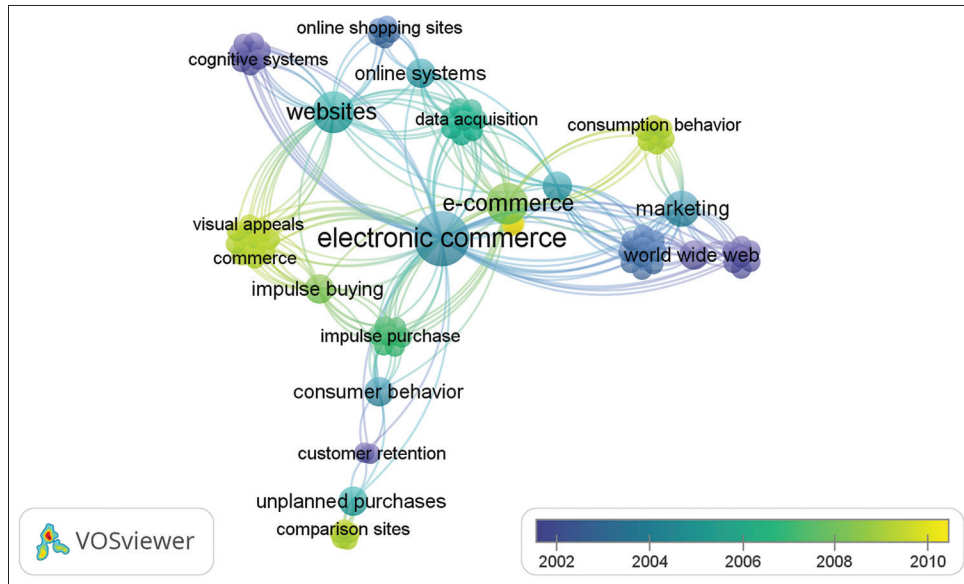 online shopping sites
cognitive systems
online systems
websites
data acquisition
consumption behavior
e-commerce
marketing
visual appeals
electronic commerce
commerce
world wide web
impulse buying
impulse purchase
consumer behavior
customer retention
unplanned purchases
comparison sites
VOSviewer
2002 2004 2006 2008 2010